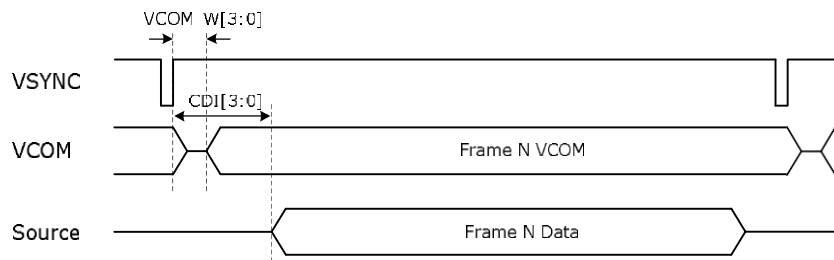 VCOM W[3:0]
VSYNC
CDI[3:0]
VCOM
Frame N VCOM
Source
Frame N Data